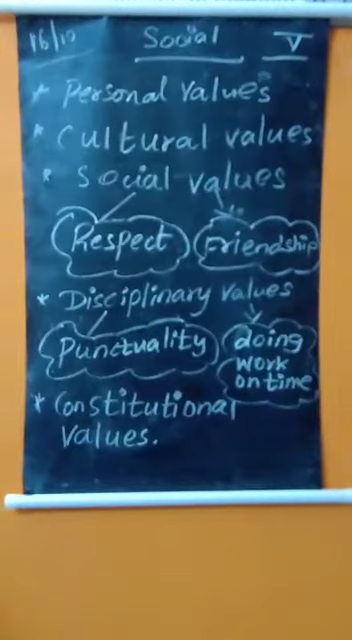 16/10 Social V
* Personal values
* Cultural values
* Social values
Respect Friendship
* Disciplinary values
Punctuality doing
work
on time
* Constitutional
values.